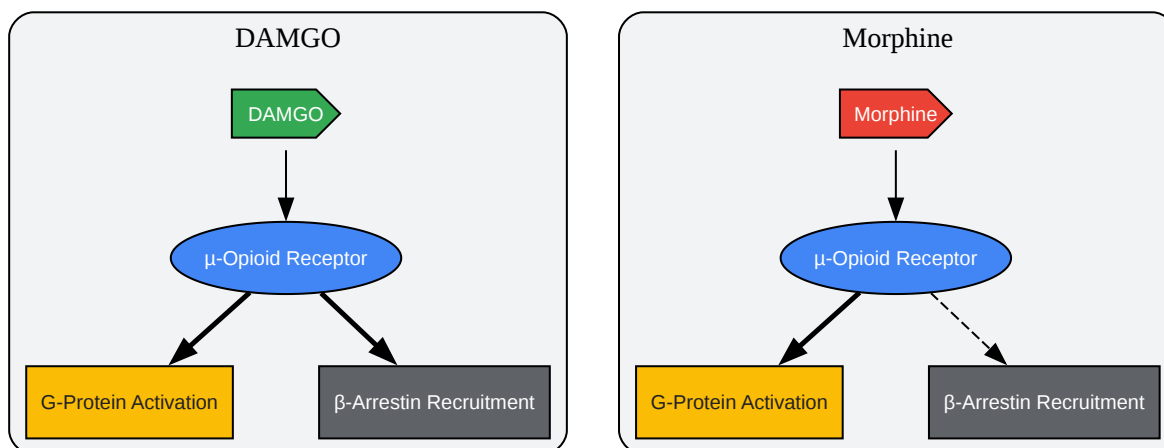 DAMGO
DAMGO
µ-Opioid Receptor
G-Protein Activation
β-Arrestin Recruitment
Morphine
Morphine
µ-Opioid Receptor
G-Protein Activation
β-Arrestin Recruitment